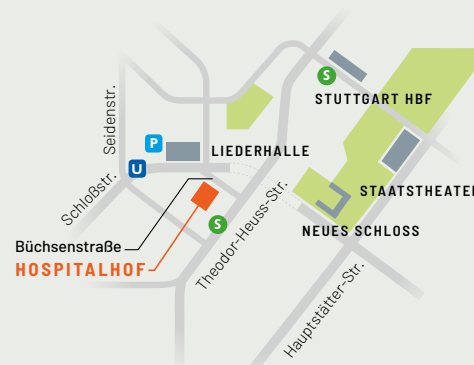 S
STUTTGART HBF
Seidenstr.
P
LIEDERHALLE
U
Schloßstr.
STAATSTHEATER
S
Theodor-Heuss-Str.
NEUES SCHLOSS
Büchsenstraße
HOSPITALHOF
Hauptstätter-Str.